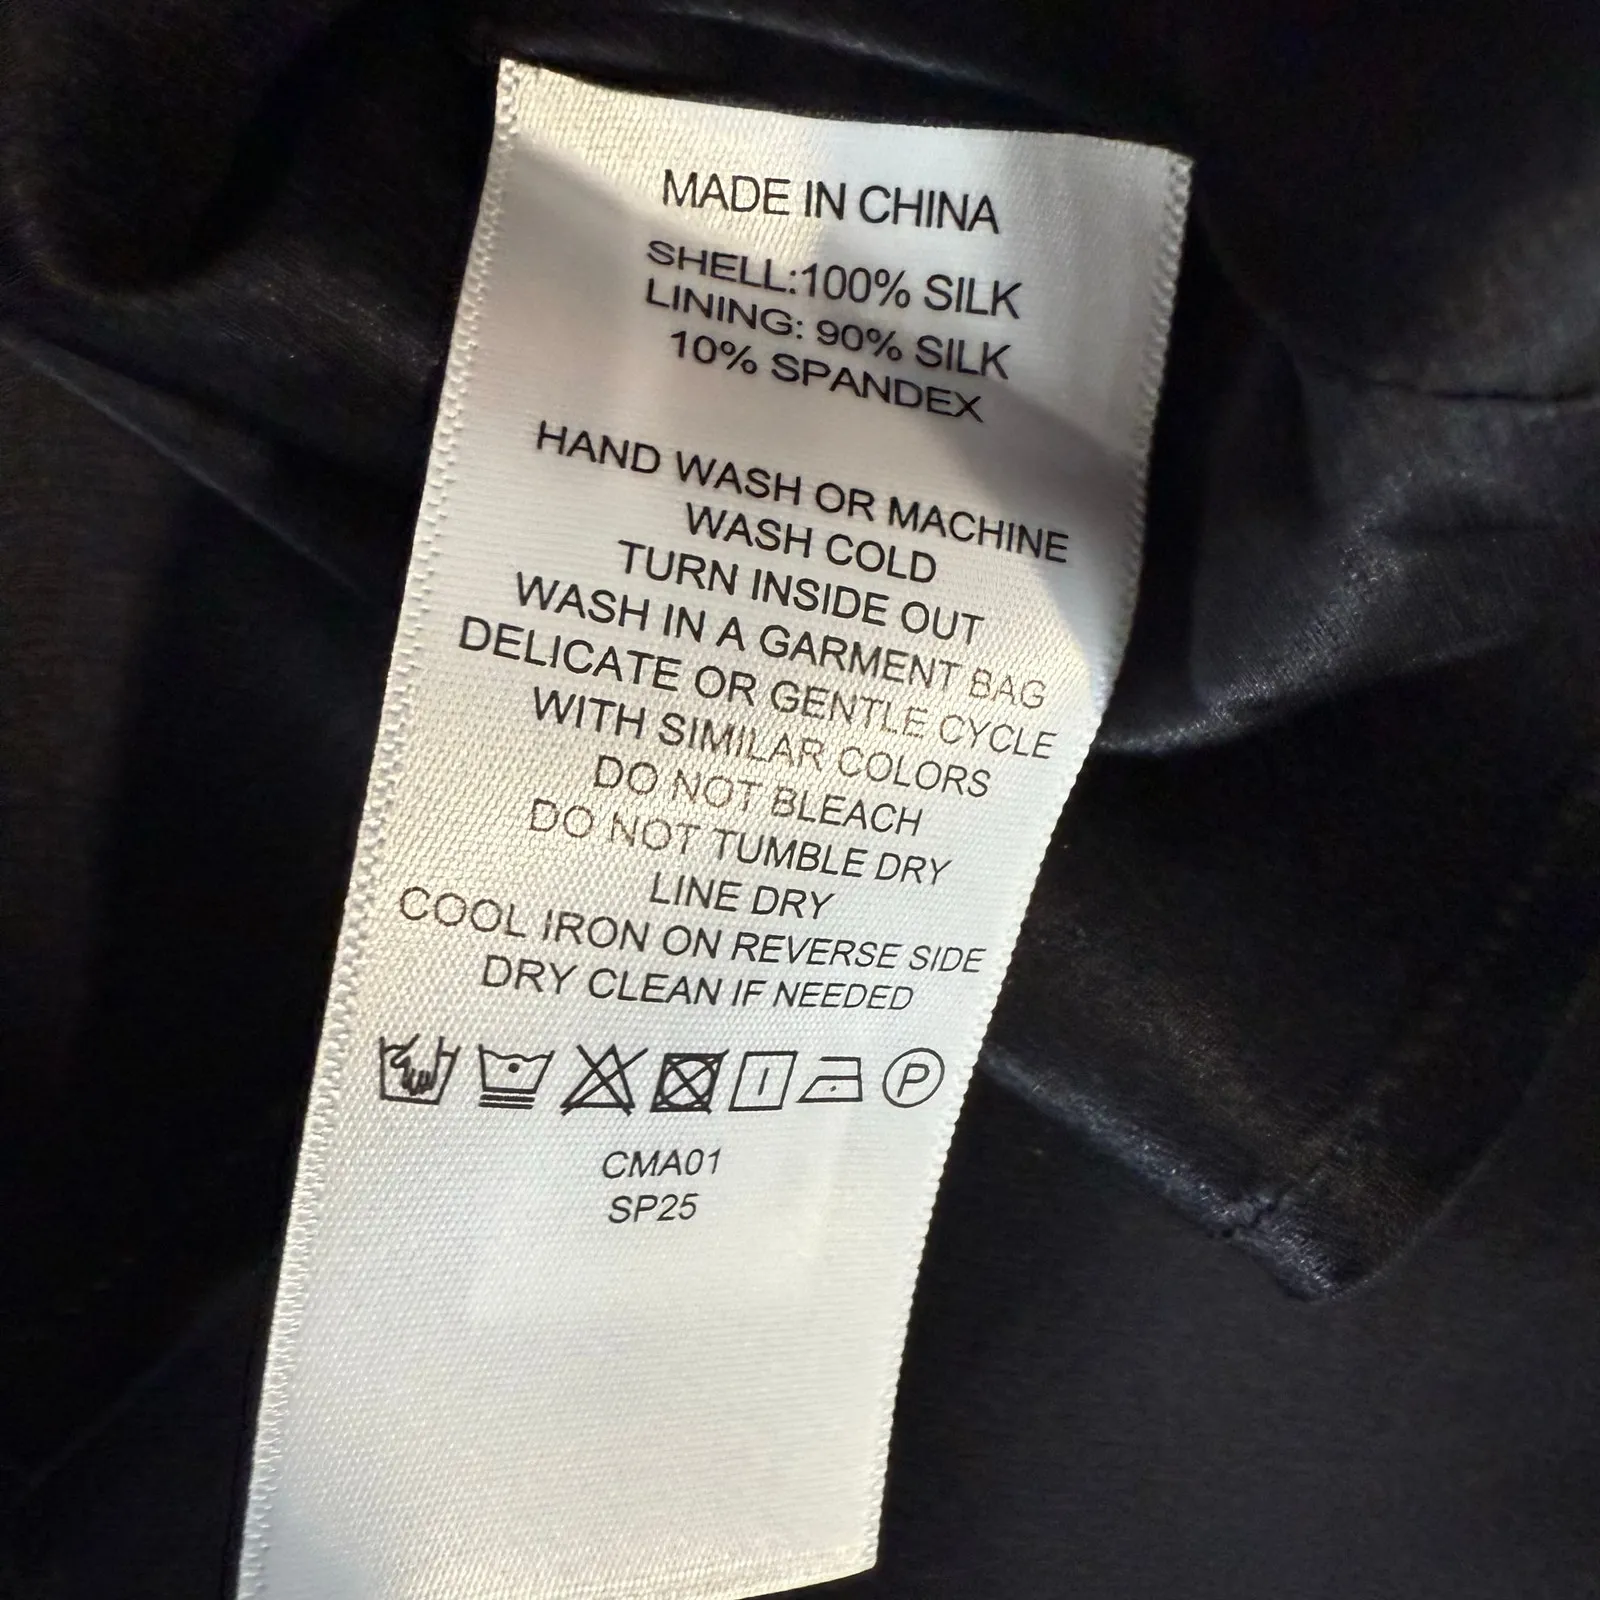 MADE IN CHINA
SHELL:100% SILK
LINING: 90% SILK
10% SPANDEX
HAND WASH OR MACHINE
WASH COLD
TURN INSIDE OUT
WASH IN A GARMENT BAG
DELICATE OR GENTLE CYCLE
WITH SIMILAR COLORS
DO NOT BLEACH
DO NOT TUMBLE DRY
LINE DRY
COOL IRON ON REVERSE SIDE
DRY CLEAN IF NEEDED
P
CMA01
SP25